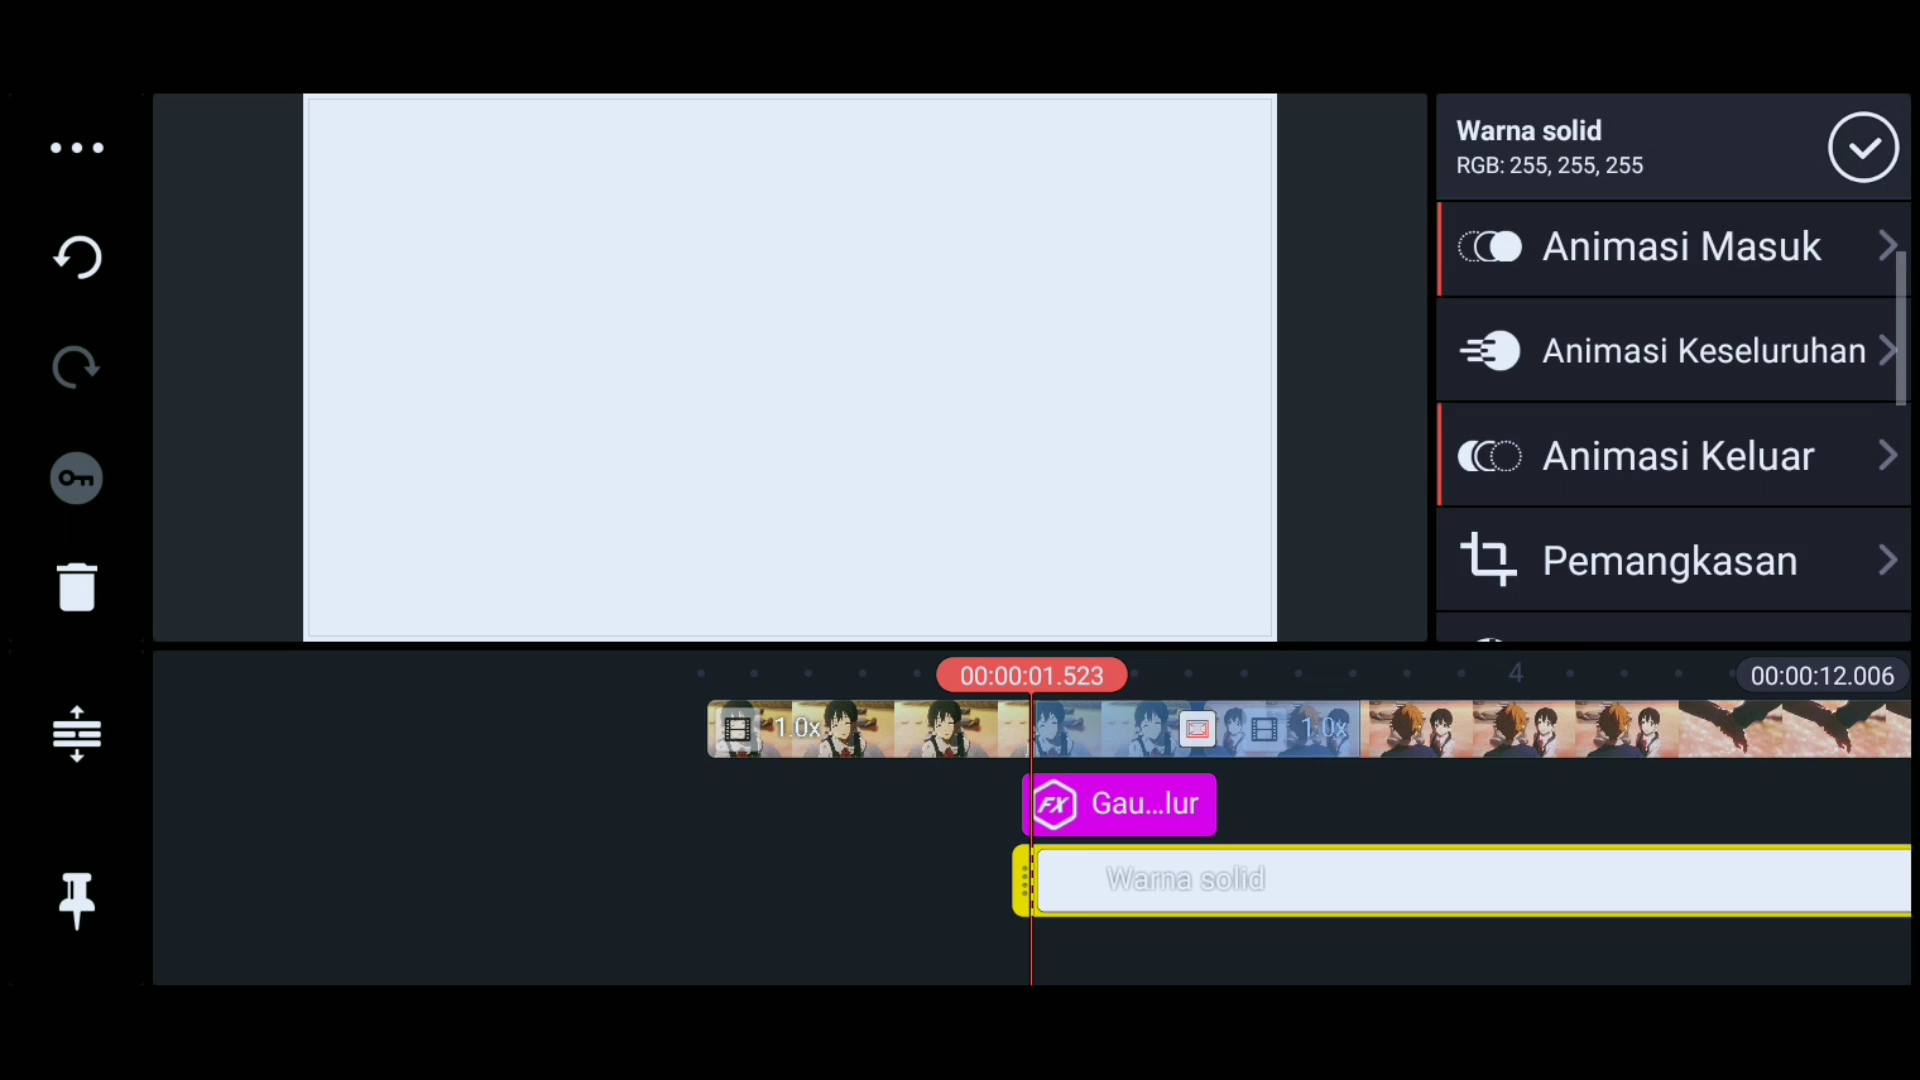 Warna solid
RGB: 255, 255, 255
Animasi Masuk
Animasi Keseluruhan
Animasi Keluar
Pemangkasan
00:00:01.523
4
00:00:12.006
1.0x
1.0x
FX Gau...lur
Warna solid